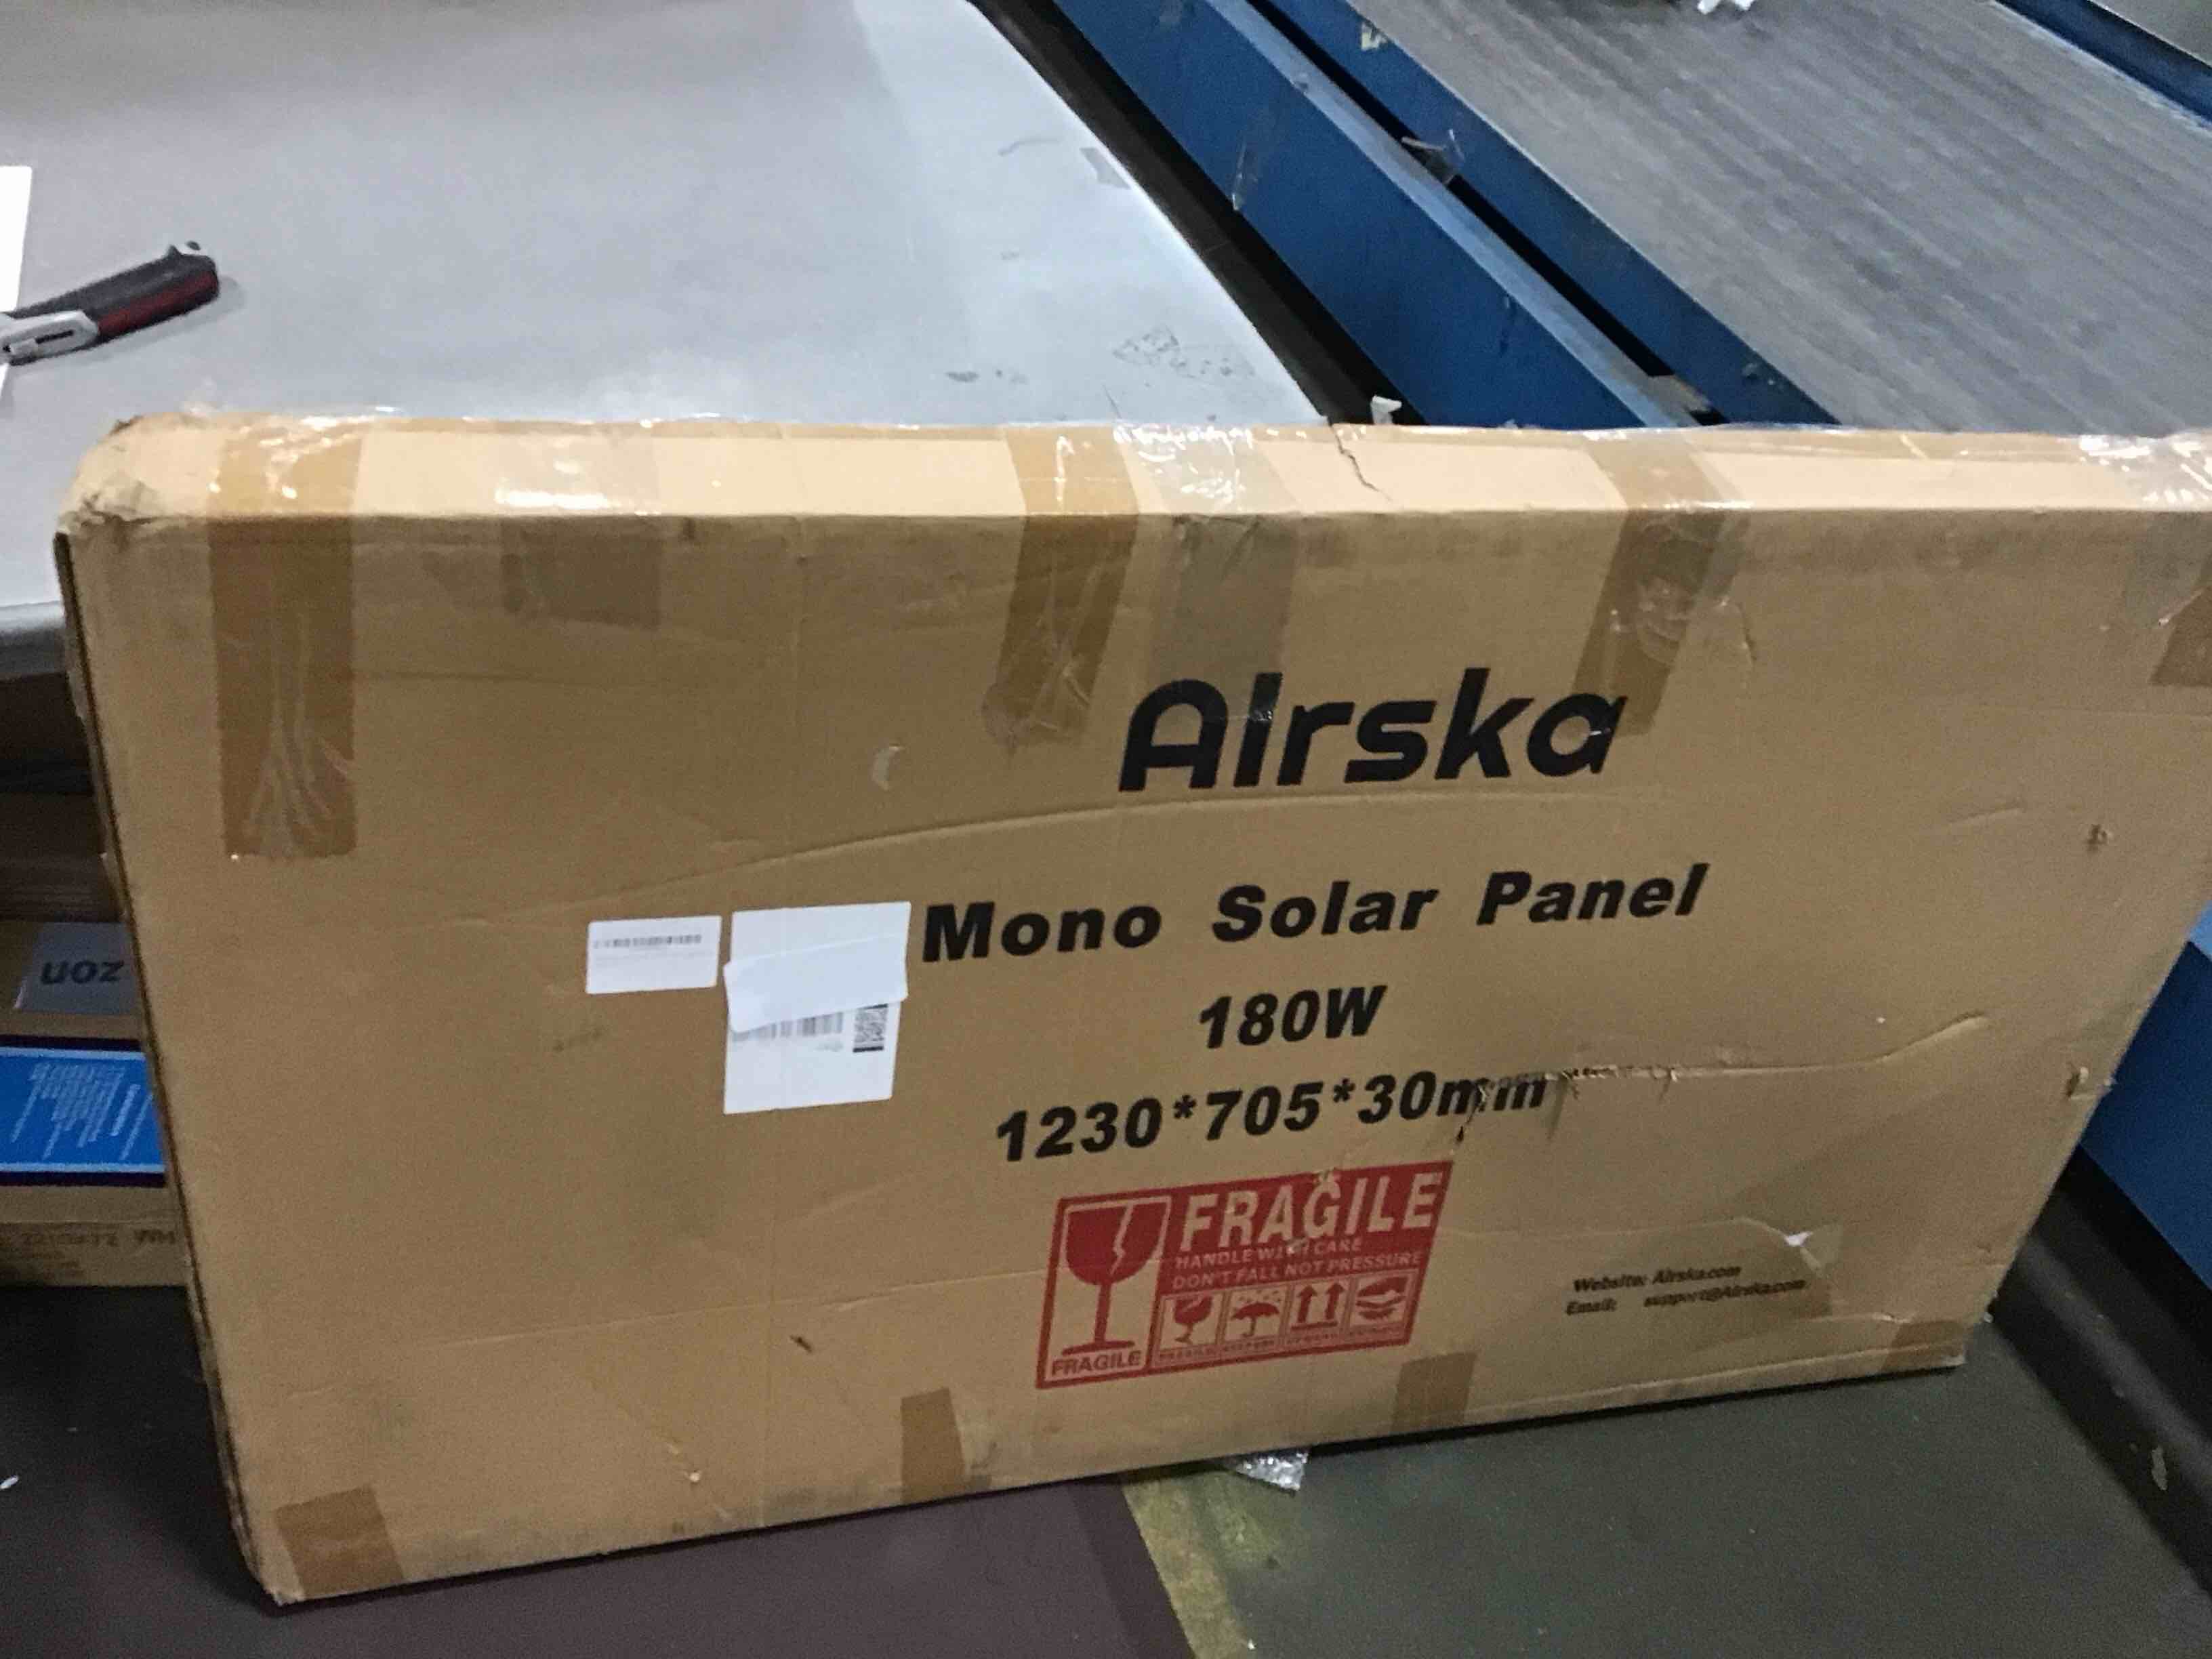 Airska
Mono Solar Panel
180W
1230*705*30mm
FRAGILE
HANDLE WITH CARE
DON'T FALL NOT PRESSURE
FRAGILE
Website: Airska.com
Email: support@Airska.com